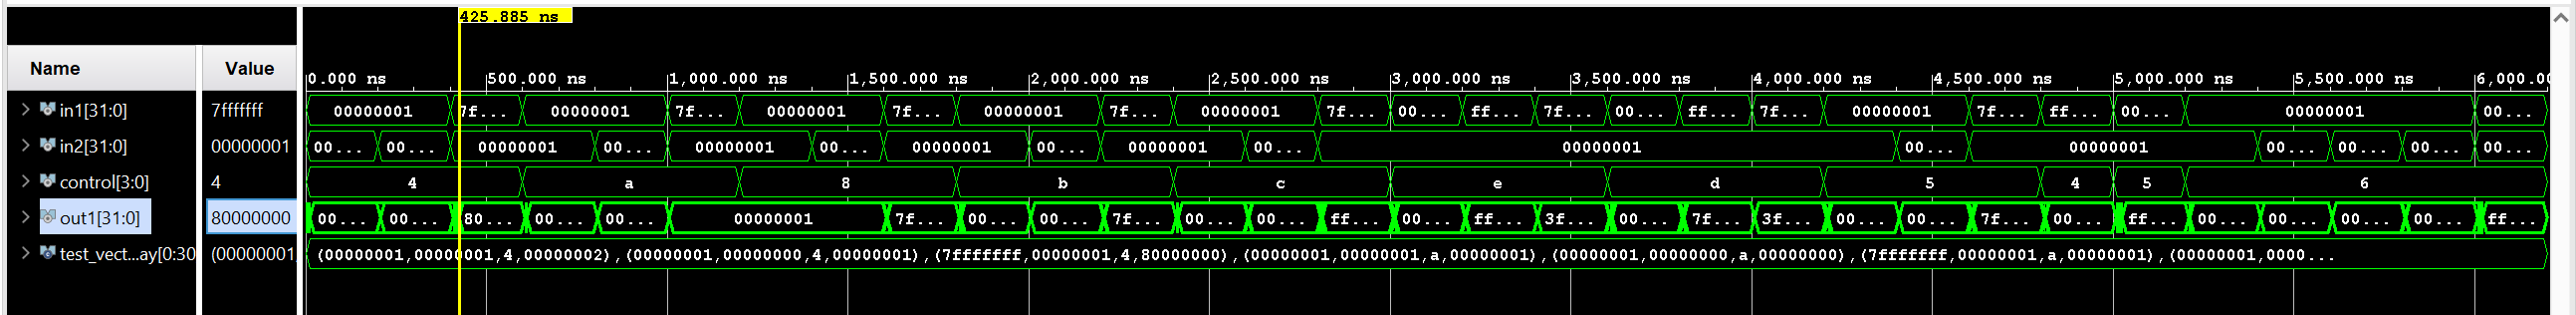 425.885 ns
Name Value
0.000 ns 500.000 ns 1,000.000 ns 1,500.000 ns 2,000.000 ns 2,500.000 ns 3,000.000 ns 3,500.000 ns 4,000.000 ns 4,500.000 ns 5,000.000 ns 5,500.000 ns 6,000.0
in1[31:0] 7fffffff 00000001 7f... 00000001 7f... 00000001 7f... 00000001 7f... 00000001 7f... 00... ff... 7f... 00... ff... 7f... 00000001 7f... ff... 00... 00000001 00...
in2[31:0] 00000001 00... 00... 00000001 00... 00000001 00... 00000001 00... 00000001 00... 00000001 00... 00000001 00... 00... 00... 00...
control[3:0] 4 4 a 8 b c e d 5 4 5 6
out1[31:0] 80000000 00... 00... 80... 00... 00... 00000001 7f... 00... 00... 7f... 00... 00... ff... 00... ff... 3f... 00... 7f... 3f... 00... 00... 7f... 00... ff... 00... 00... 00... 00... ff...
test_vect...ay[0:30 (00000001, (00000001,00000001,4,00000002),(00000001,00000000,4,00000001),(7fffffff,00000001,4,80000000),(00000001,00000001,a,00000001),(00000001,00000000,a,00000000),(7fffffff,00000001,a,00000001),(00000001,0000...